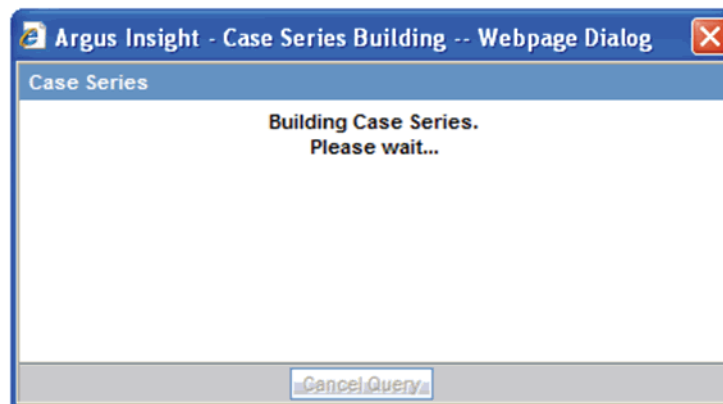 Argus Insight - Case Series Building -- Webpage Dialog
Case Series
Building Case Series.
Please wait...
Cancel Query